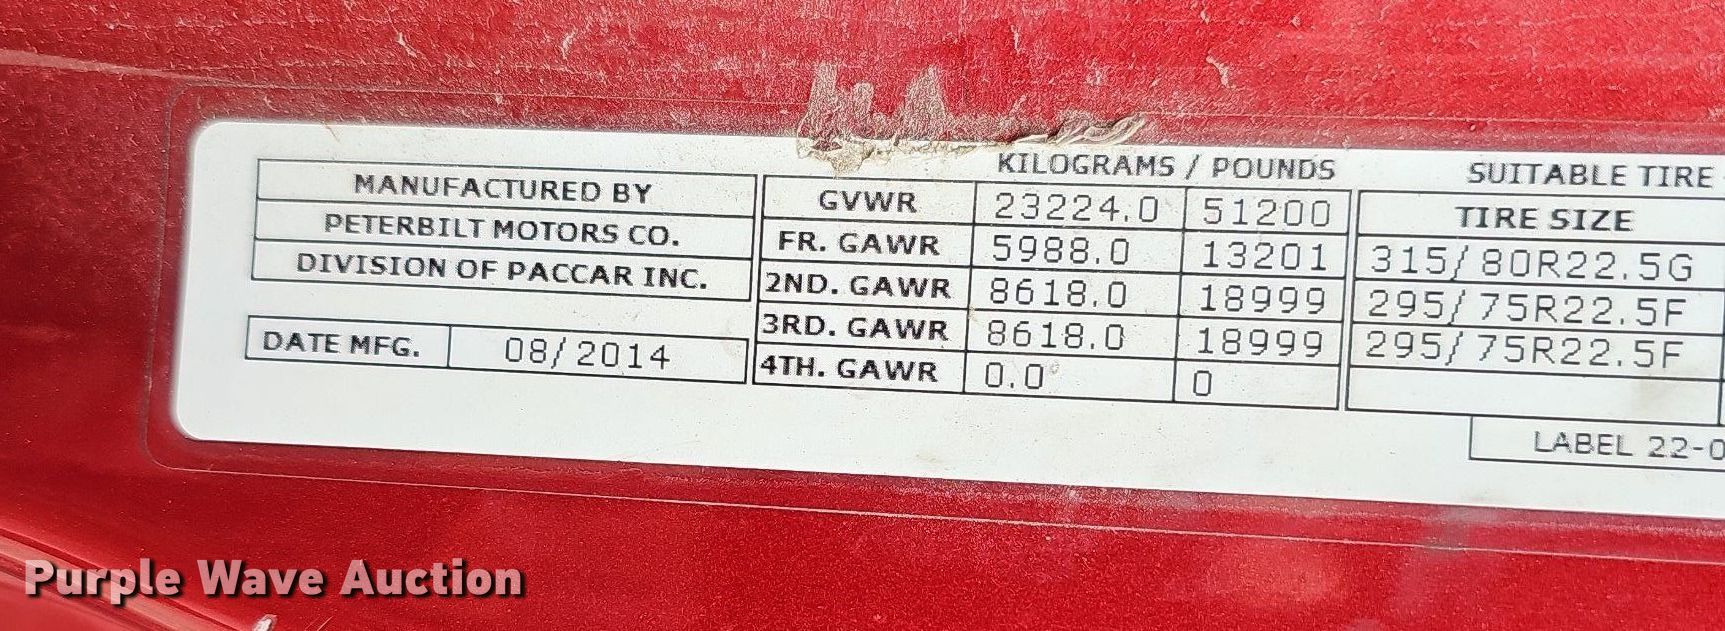 KILOGRAMS / POUNDS SUITABLE TIRE
MANUFACTURED BY
PETERBILT MOTORS CO.
DIVISION OF PACCAR INC.
DATE MFG. 08/2014
GVWR 23224.0 51200
FR. GAWR 5988.0 13201
2ND. GAWR 8618.0 18999
3RD. GAWR 8618.0 18999
4TH. GAWR 0.0 0
TIRE SIZE
315/80R22.5G
295/75R22.5F
295/75R22.5F
LABEL 22-0
Purple Wave Auction